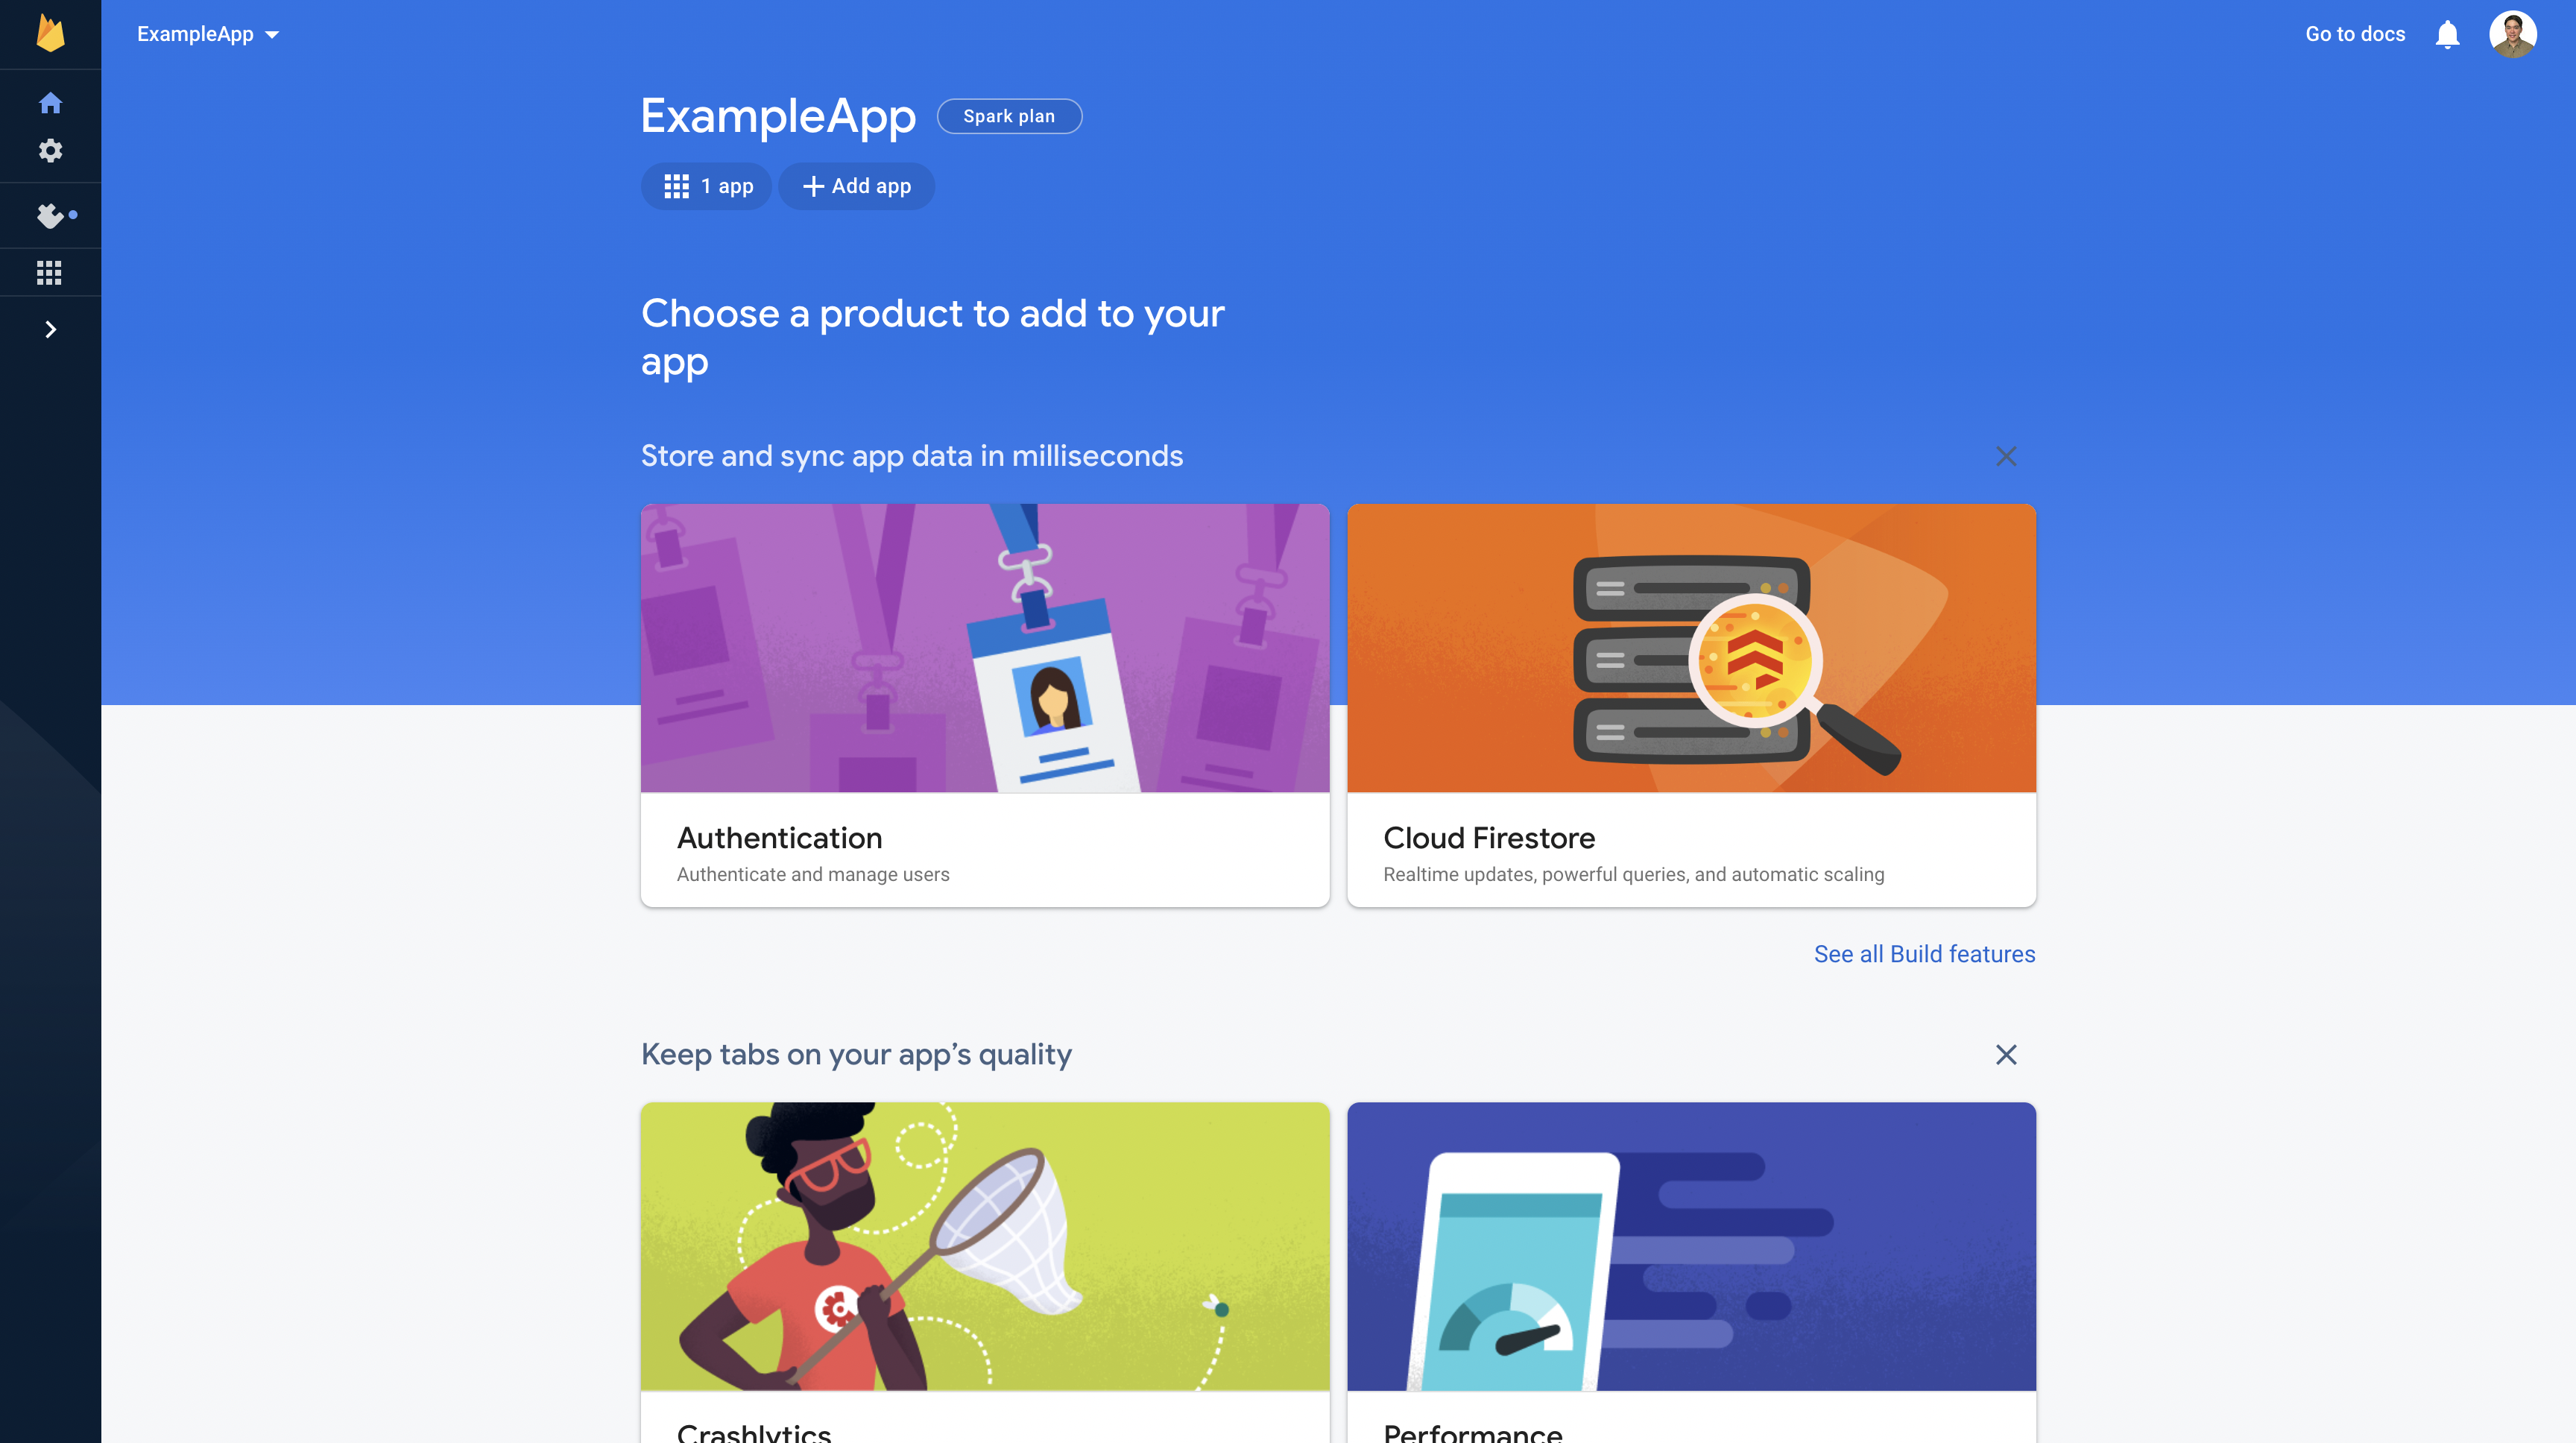 ExampleApp
Go to docs
ExampleApp
Spark plan
1 app
Add app
Choose a product to add to your
app
Store and sync app data in milliseconds
Authentication
Authenticate and manage users
Cloud Firestore
Realtime updates, powerful queries, and automatic scaling
See all Build features
Keep tabs on your app’s quality
Crashlytics
Performance